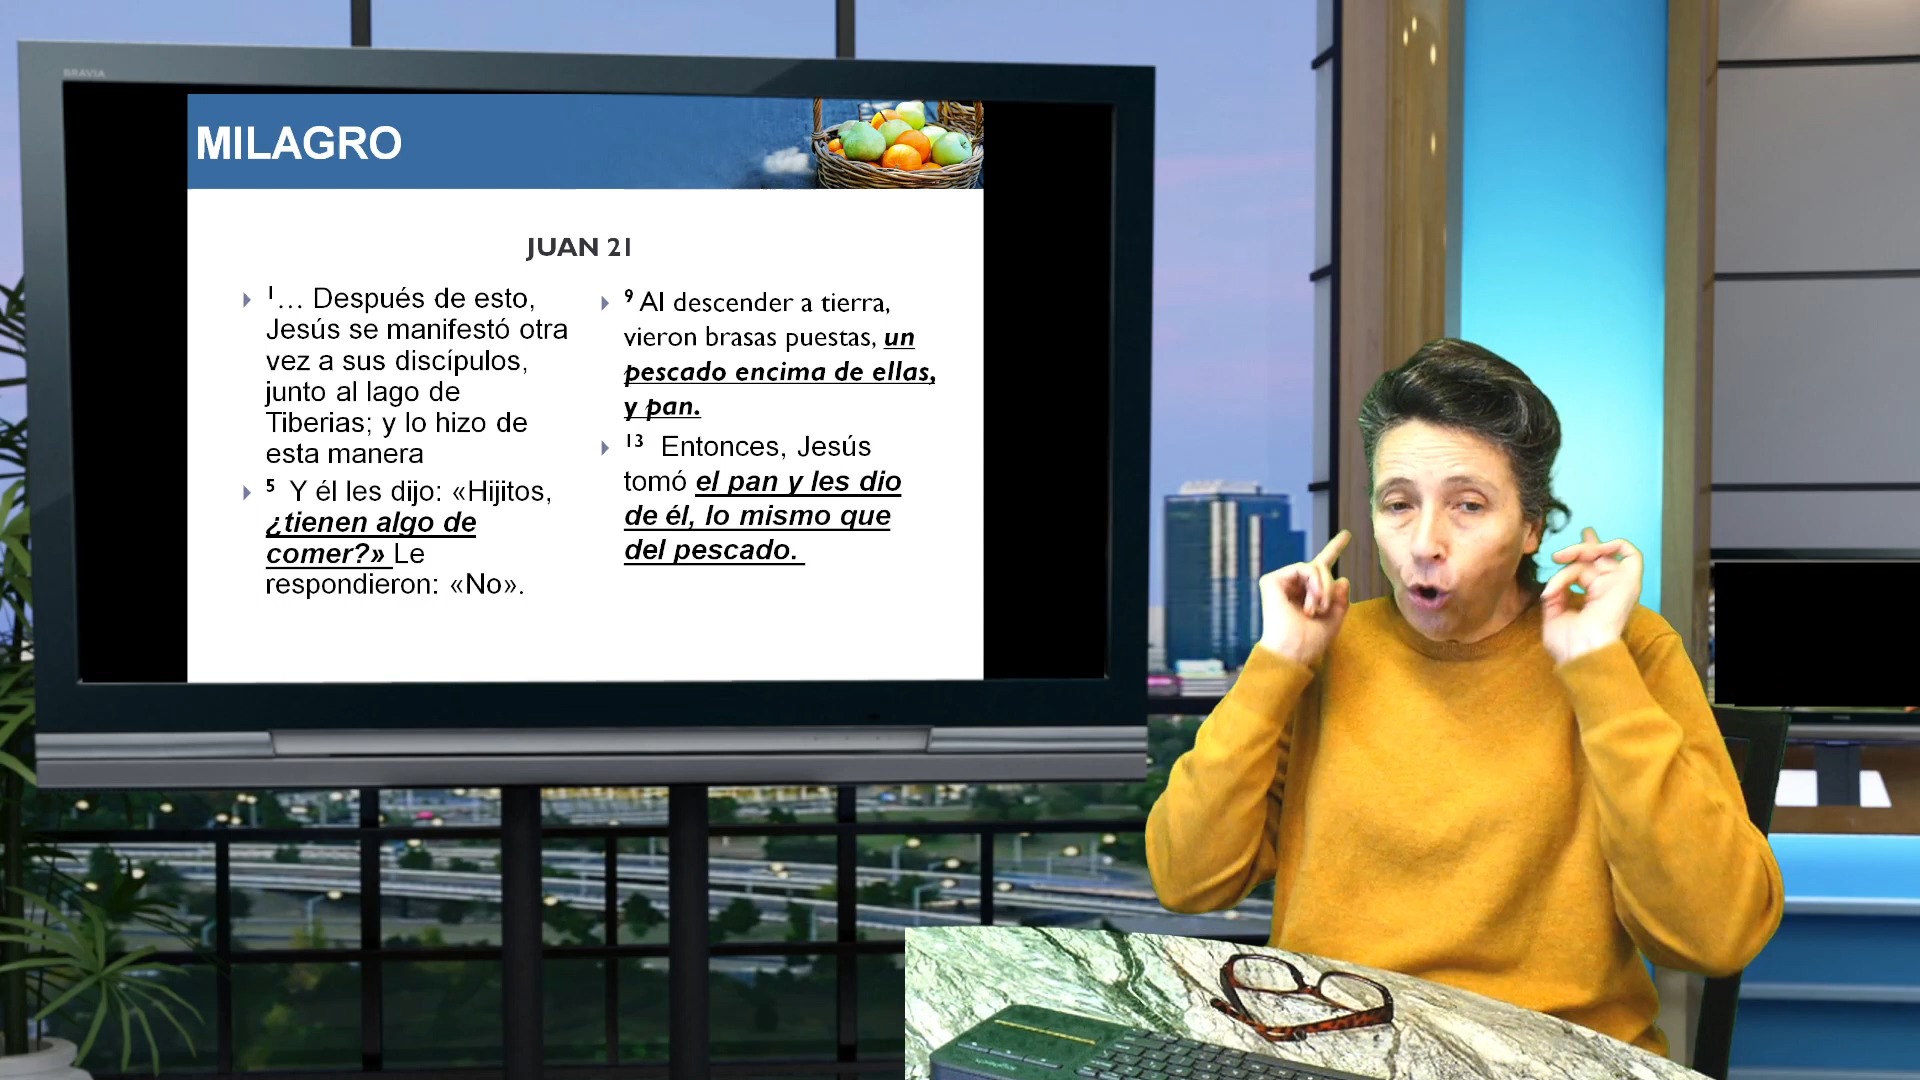 BRAVIA
MILAGRO
JUAN 21
1… Después de esto,
Jesús se manifestó otra
vez a sus discípulos,
junto al lago de
Tiberias; y lo hizo de
esta manera
5 Y él les dijo: «Hijitos,
¿tienen algo de
comer?» Le
respondieron: «No».
9 Al descender a tierra,
vieron brasas puestas, un
pescado encima de ellas,
y pan.
13 Entonces, Jesús
tomó el pan y les dio
de él, lo mismo que
del pescado.